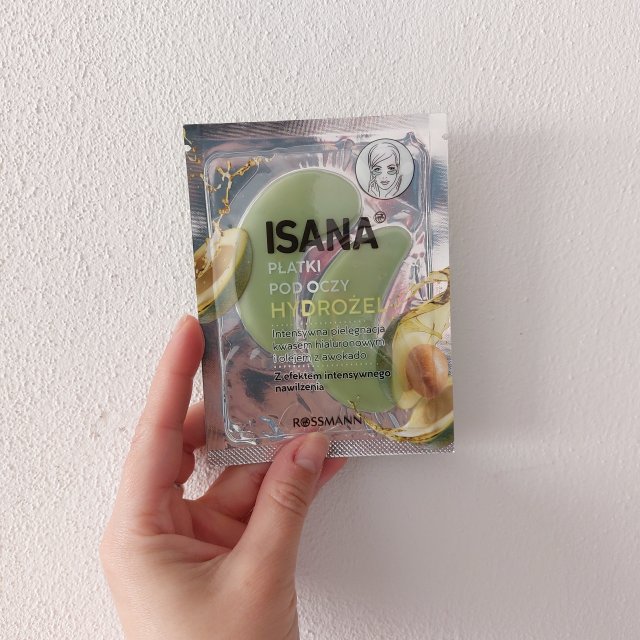 ISANA
PŁATKI
POD OCZY
HYDROŻEL
Intensywna pielęgnacja
kwasem hialuronowym
i olejem z awokado
Z efektem intensywnego
nawilżenia
ROSSMANN